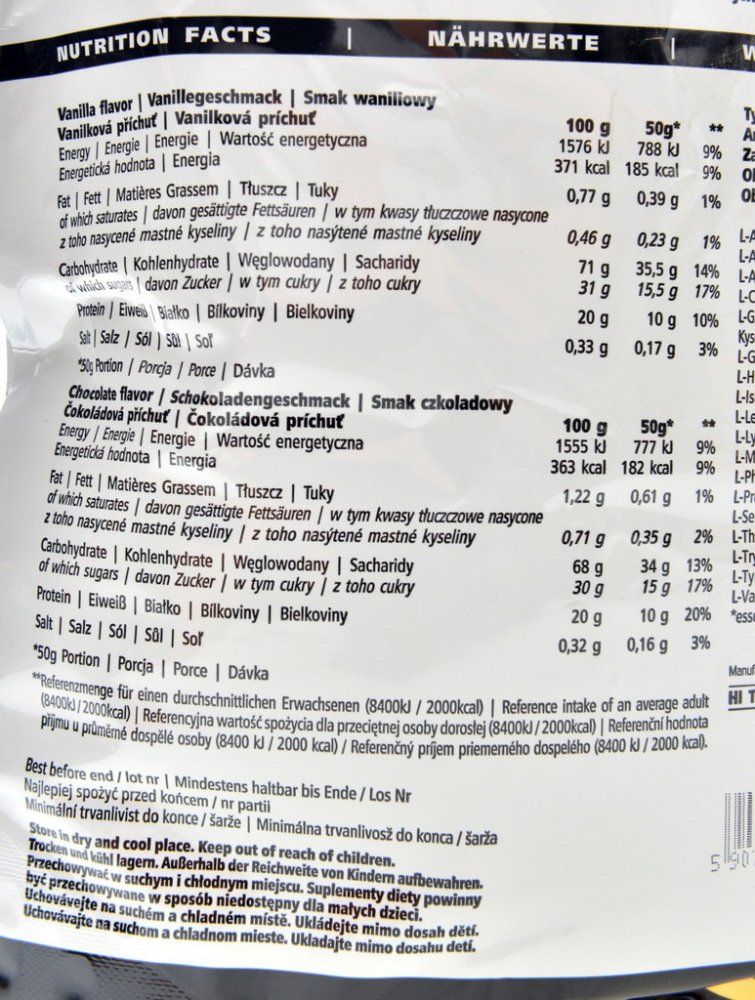 NUTRITION FACTS | NÄHRWERTE |
Vanilla flavor | Vanillegeschmack | Smak waniliowy
Vanilková příchuť | Vanilková príchuť 100 g 50g* **
Energy | Energie | Energie | Wartość energetyczna 1576 kJ 788 kJ 9%
Energetická hodnota | Energia 371 kcal 185 kcal 9%
Fat | Fett | Matières Grassem | Tłuszcz | Tuky 0,77 g 0,39 g 1%
of which saturates | davon gesättigte Fettsäuren / w tym kwasy tłuczczowe nasycone
z toho nasycené mastné kyseliny / z toho nasýtené mastné kyseliny 0,46 g 0,23 g 1%
Carbohydrate | Kohlenhydrate | Węglowodany | Sacharidy 71 g 35,5 g 14%
of which sugars / davon Zucker / w tym cukry / z toho cukry 31 g 15,5 g 17%
Protein / Eiweiß | Białko | Bílkoviny | Bielkoviny 20 g 10 g 10%
Salt | Salz / Sól | Sůl | Soľ 0,33 g 0,17 g 3%
*50g Portion / Porcja / Porce | Dávka
Chocolate flavor / Schokoladengeschmack | Smak czkoladowy
Čokoládová příchuť | Čokoládová príchuť 100 g 50g* **
Energy / Energie | Energie | Wartość energetyczna 1555 kJ 777 kJ 9%
Energetická hodnota | Energia 363 kcal 182 kcal 9%
Fat | Fett | Matières Grassem | Tłuszcz | Tuky 1,22 g 0,61 g 1%
of which saturates | davon gesättigte Fettsäuren / w tym kwasy tłuczczowe nasycone
z toho nasycené mastné kyseliny / z toho nasýtené mastné kyseliny 0,71 g 0,35 g 2%
Carbohydrate | Kohlenhydrate | Węglowodany | Sacharidy 68 g 34 g 13%
of which sugars / davon Zucker / w tym cukry / z toho cukry 30 g 15 g 17%
Protein | Eiweiß | Białko | Bílkoviny | Bielkoviny 20 g 10 g 20%
Salt | Salz | Sól | Sůl | Soľ 0,32 g 0,16 g 3%
*50g Portion | Porcja | Porce | Dávka
**Referenzmenge für einen durchschnittlichen Erwachsenen (8400kJ / 2000kcal) | Reference intake of an average adult
(8400kJ / 2000kcal) | Referencyjna wartość spożycia dla przeciętnej osoby dorosłej (8400kJ / 2000kcal) | Referenční hodnota
příjmu u průměrné dospělé osoby (8400 kJ / 2000 kcal) / Referenčný príjem priemerného dospelého (8400 kJ / 2000 kcal).
Best before end / lot nr | Mindestens haltbar bis Ende / Los Nr
Najlepiej spożyć przed końcem / nr partii
Minimální trvanlivist do konce / šarže | Minimálna trvanlivosž do konca / šarža
Store in dry and cool place. Keep out of reach of children.
Trocken und kühl lagern. Außerhalb der Reichweite von Kindern aufbewahren.
Przechowywać w suchym i chłodnym miejscu. Suplementy diety powinny
być przechowywane w sposób niedostępny dla małych dzieci.
Uchovávejte na suchém a chladném místě. Ukládejte mimo dosah dětí.
Uchovávajte na suchom a chladnom mieste. Ukladajte mimo dosahu detí.